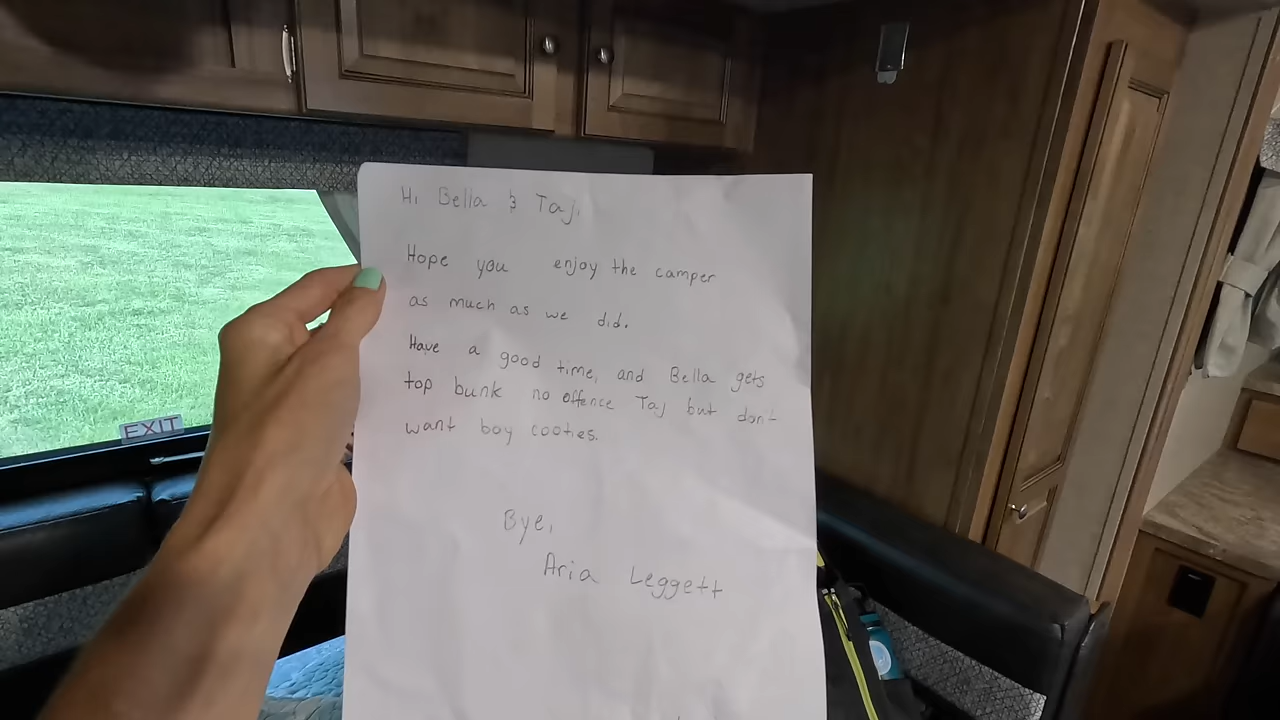 Hi Bella & Taj,
Hope you enjoy the camper
as much as we did.
Have a good time, and Bella gets
top bunk no offence Taj but don't
want boy cooties.
Bye,
Aria Leggett
EXIT